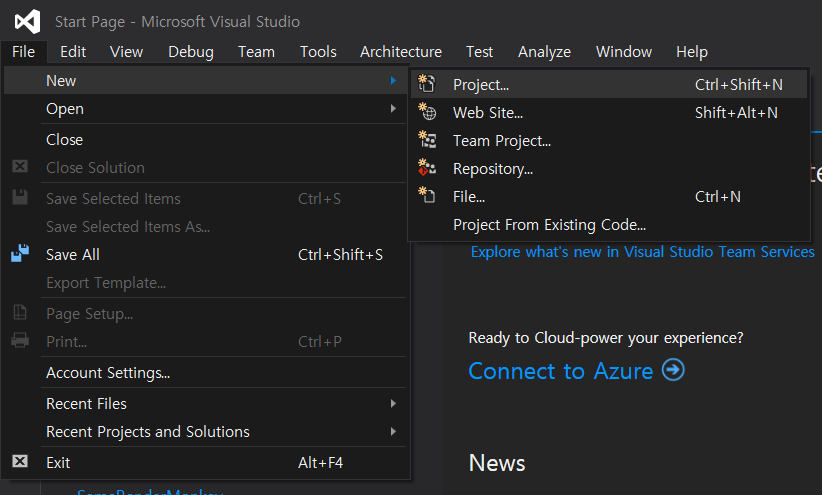 Start Page - Microsoft Visual Studio
File Edit View Debug Team Tools Architecture Test Analyze Window Help
New
Open
Close
Close Solution
Save Selected Items Ctrl+S
Save Selected Items As...
Save All Ctrl+Shift+S
Export Template...
Page Setup...
Print... Ctrl+P
Account Settings...
Recent Files
Recent Projects and Solutions
Exit Alt+F4
Project... Ctrl+Shift+N
Web Site... Shift+Alt+N
Team Project...
Repository...
File... Ctrl+N
Project From Existing Code...
Explore what's new in Visual Studio Team Services
Ready to Cloud-power your experience?
Connect to Azure
News